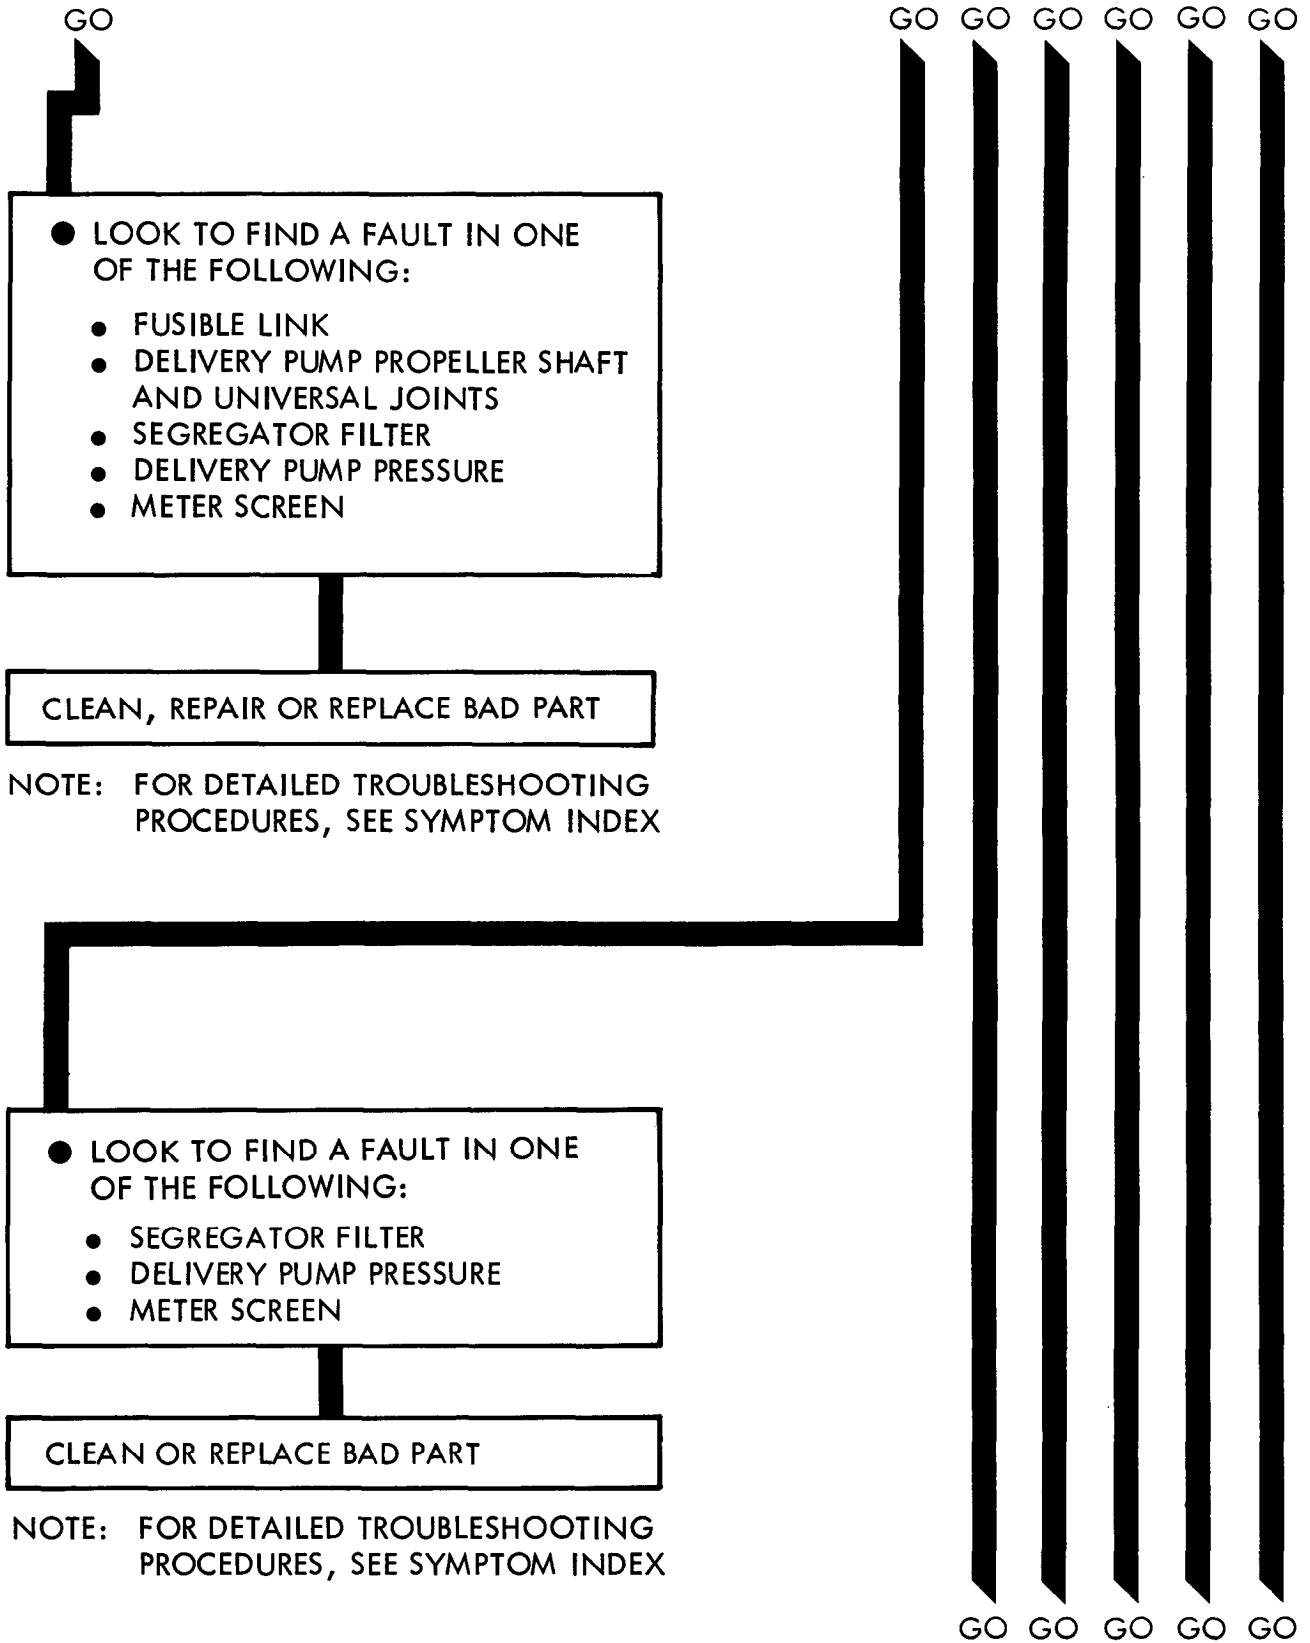 GO GO GO GO GO GO GO
● LOOK TO FIND A FAULT IN ONE
OF THE FOLLOWING:
● FUSIBLE LINK
● DELIVERY PUMP PROPELLER SHAFT
AND UNIVERSAL JOINTS
● SEGREGATOR FILTER
● DELIVERY PUMP PRESSURE
● METER SCREEN
CLEAN, REPAIR OR REPLACE BAD PART
NOTE: FOR DETAILED TROUBLESHOOTING
PROCEDURES, SEE SYMPTOM INDEX
● LOOK TO FIND A FAULT IN ONE
OF THE FOLLOWING:
● SEGREGATOR FILTER
● DELIVERY PUMP PRESSURE
● METER SCREEN
CLEAN OR REPLACE BAD PART
NOTE: FOR DETAILED TROUBLESHOOTING
PROCEDURES, SEE SYMPTOM INDEX
GO GO GO GO GO